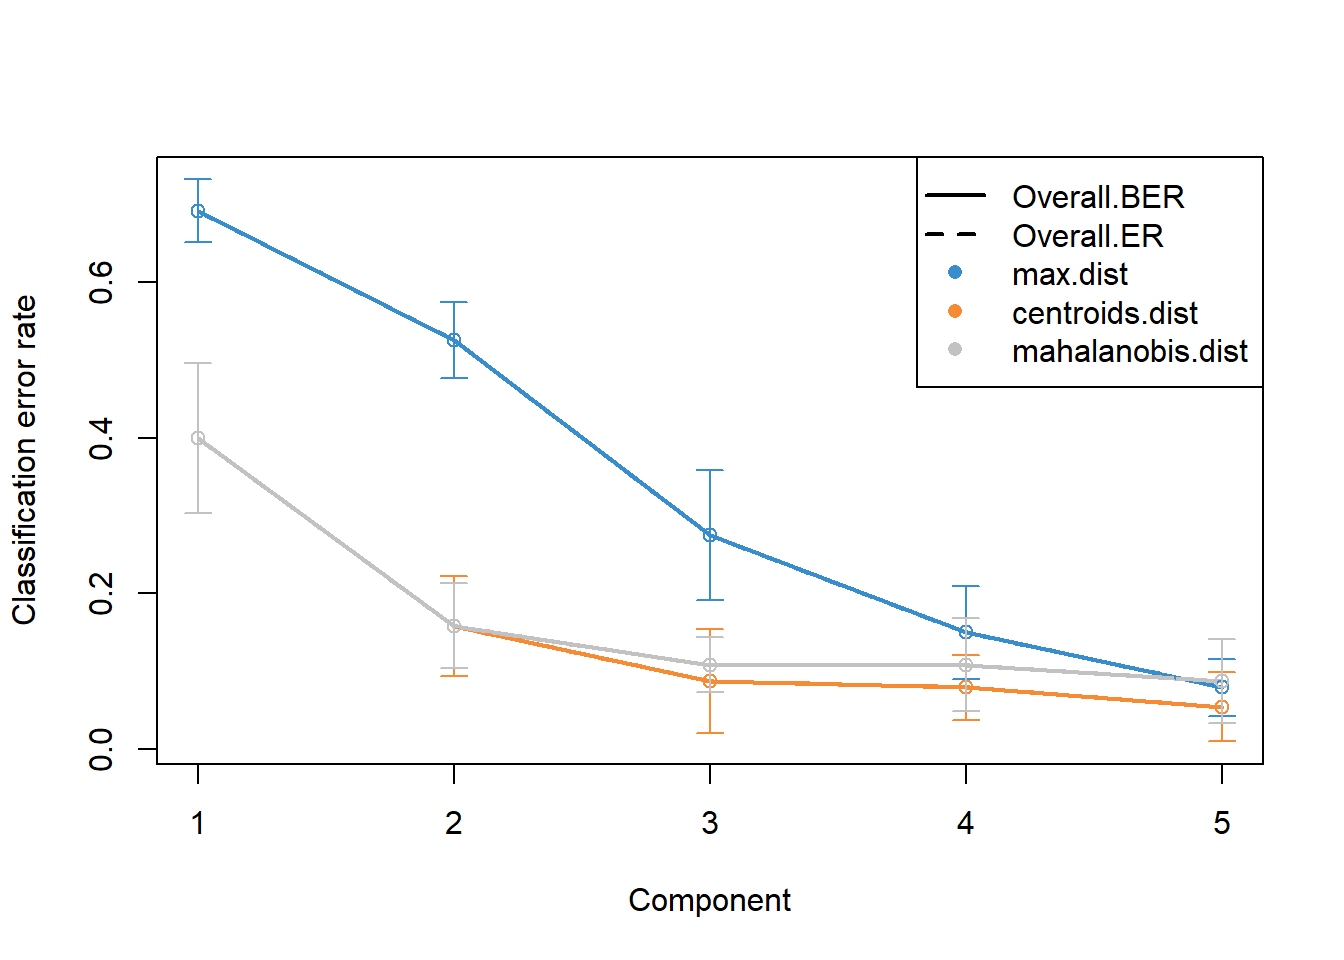 Classification error rate
0.6
0.4
0.2
0.0
Overall.BER
Overall.ER
max.dist
centroids.dist
mahalanobis.dist
1 2 3 4 5
Component